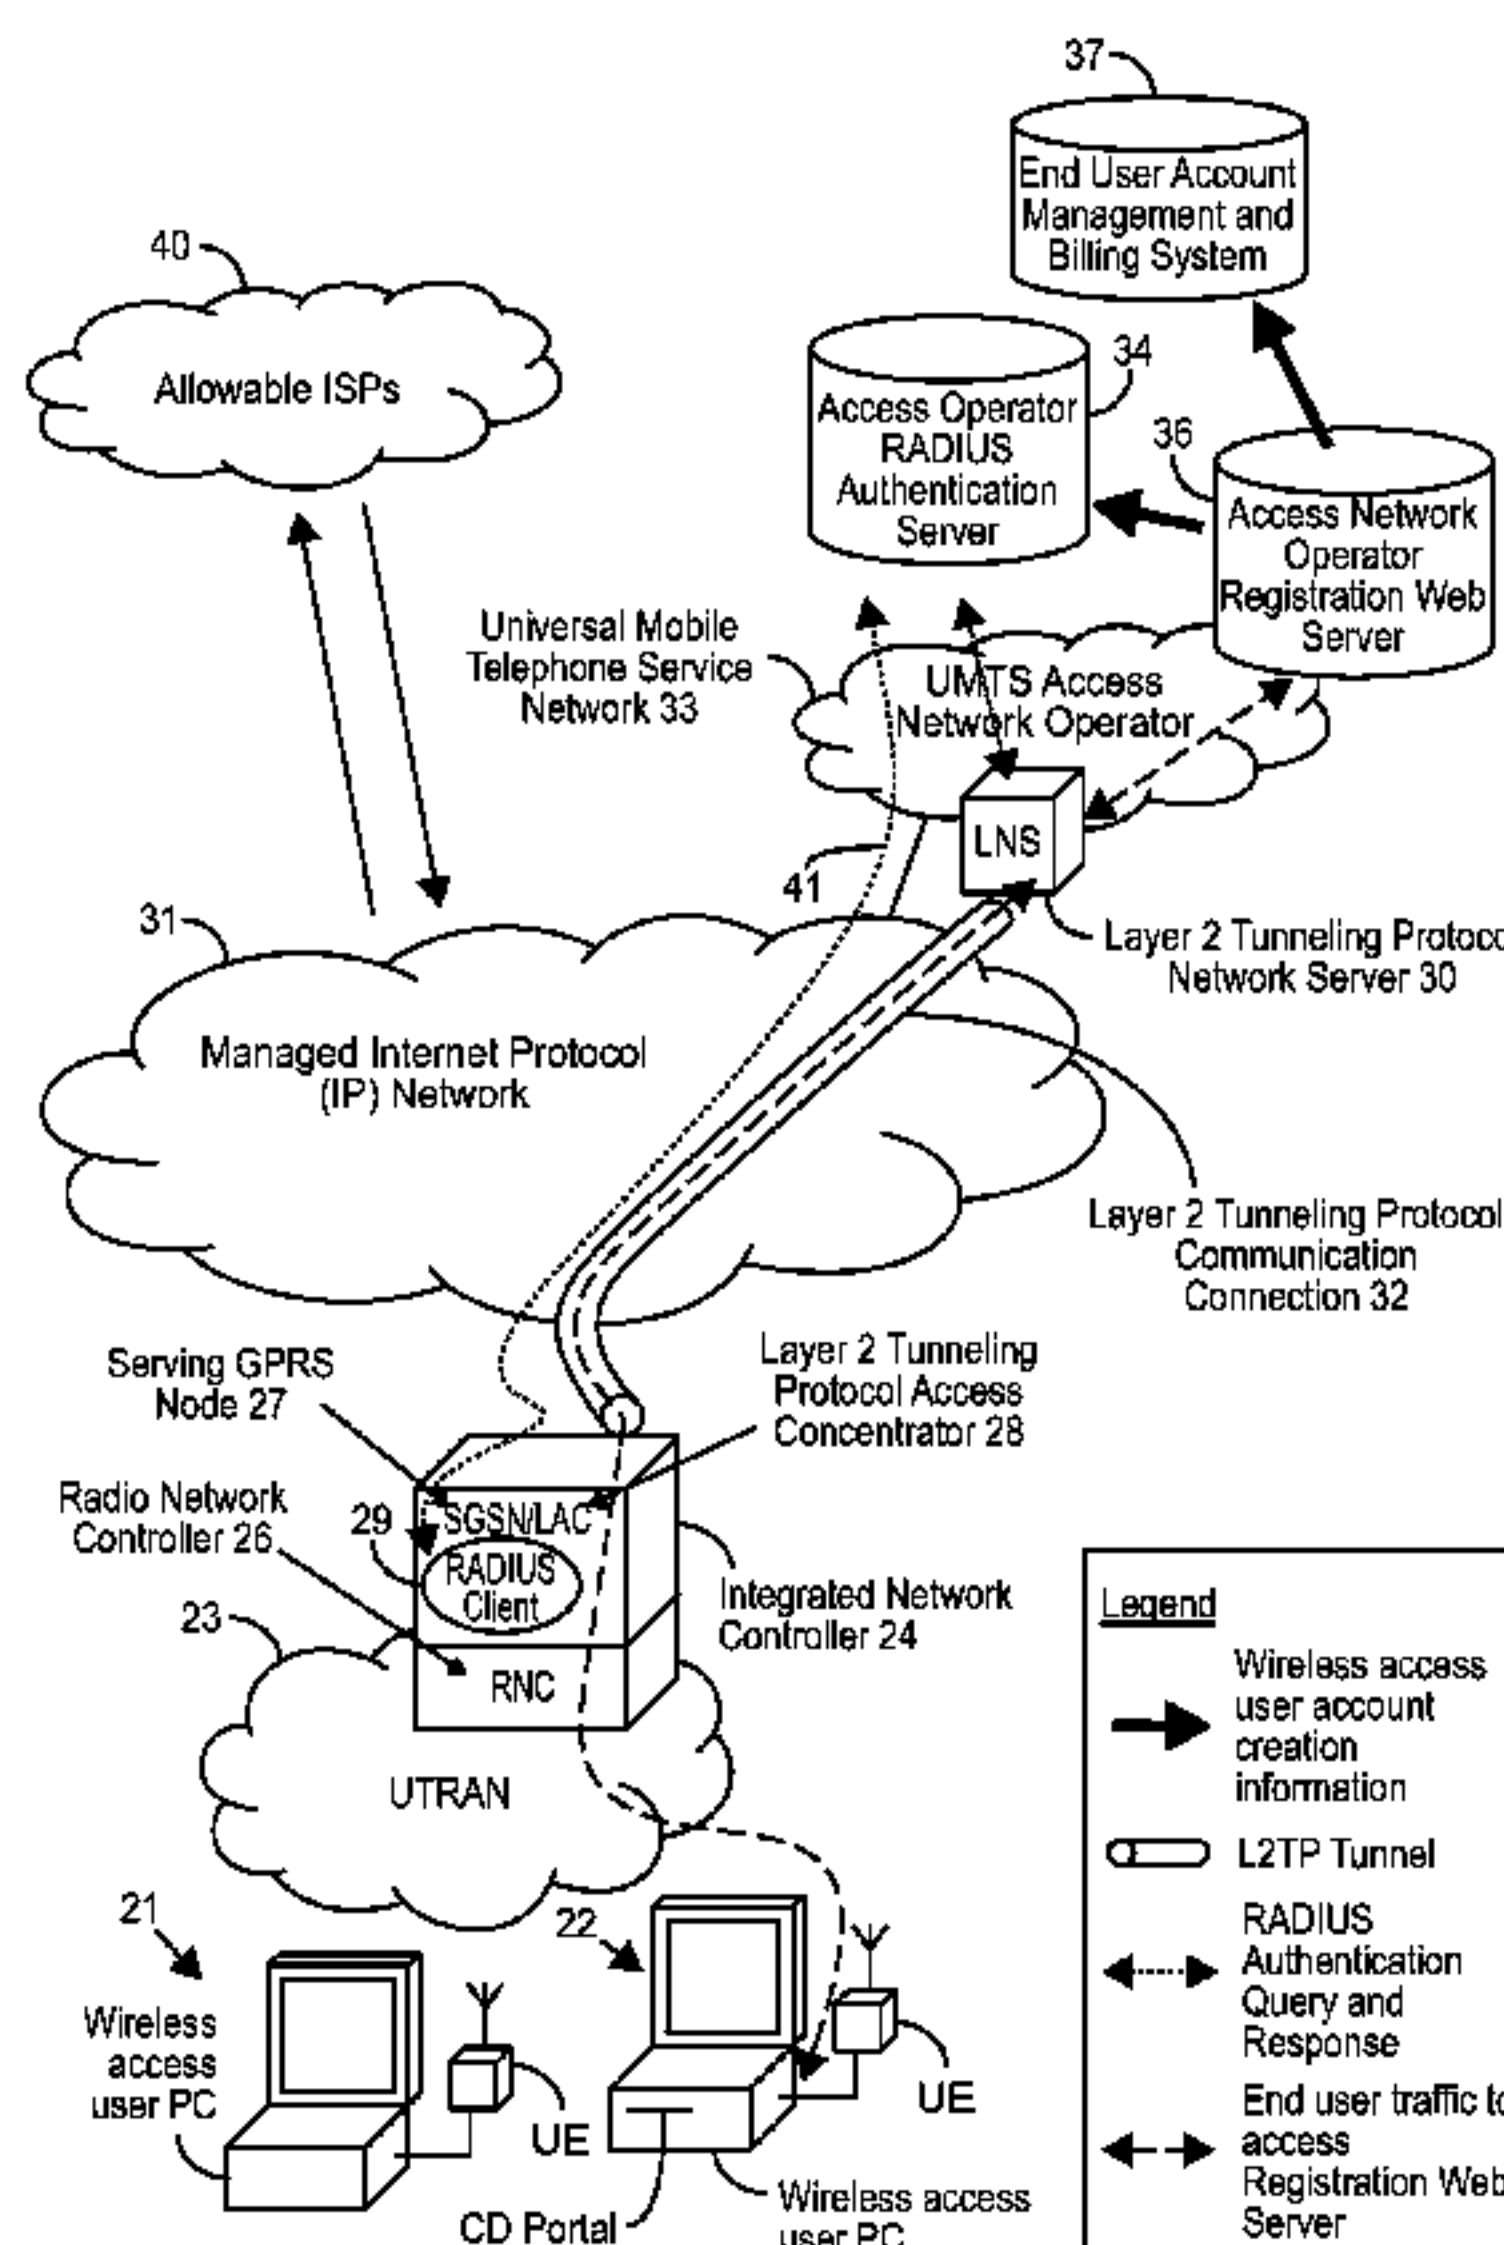 37
End User Account
Management and
Billing System
40
Allowable ISPs
34
Access Operator
RADIUS
Authentication
Server
36
Access Network
Operator
Registration Web
Server
Universal Mobile
Telephone Service
Network 33
UMTS Access
Network Operator
LNS
41
31
Layer 2 Tunneling Protoco
Network Server 30
Managed Internet Protocol
(IP) Network
Layer 2 Tunneling Protocol
Communication
Connection 32
Serving GPRS
Node 27
Layer 2 Tunneling
Protocol Access
Concentrator 28
Radio Network
Controller 26
29
SGSN/LAC
RADIUS
Client
Integrated Network
Controller 24
23
RNC
UTRAN
21
22
Wireless
access
user PC
UE
UE
CD Portal
Wireless access
user PC
Legend
Wireless access
user account
creation
information
L2TP Tunnel
RADIUS
Authentication
Query and
Response
End user traffic to
access
Registration Web
Server